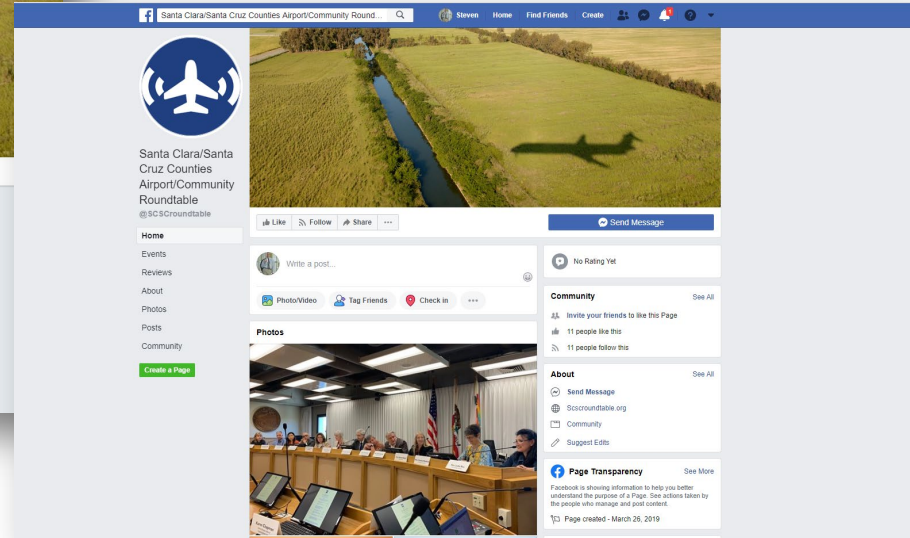 Santa Clara/Santa Cruz Counties Airport/Community Round...
Steven Home Find Friends Create
1
Santa Clara/Santa
Cruz Counties
Airport/Community
Roundtable
@SCSCroundtable
Home
Events
Reviews
About
Photos
Posts
Community
Create a Page
Like Follow Share ...
Send Message
Write a post...
Photo/Video Tag Friends Check in ...
Photos
No Rating Yet
Community See All
Invite your friends to like this Page
11 people like this
11 people follow this
About See All
Send Message
Scscroundtable.org
Community
Suggest Edits
Page Transparency See More
Facebook is showing information to help you better
understand the purpose of a Page. See actions taken by
the people who manage and post content.
Page created - March 26, 2019